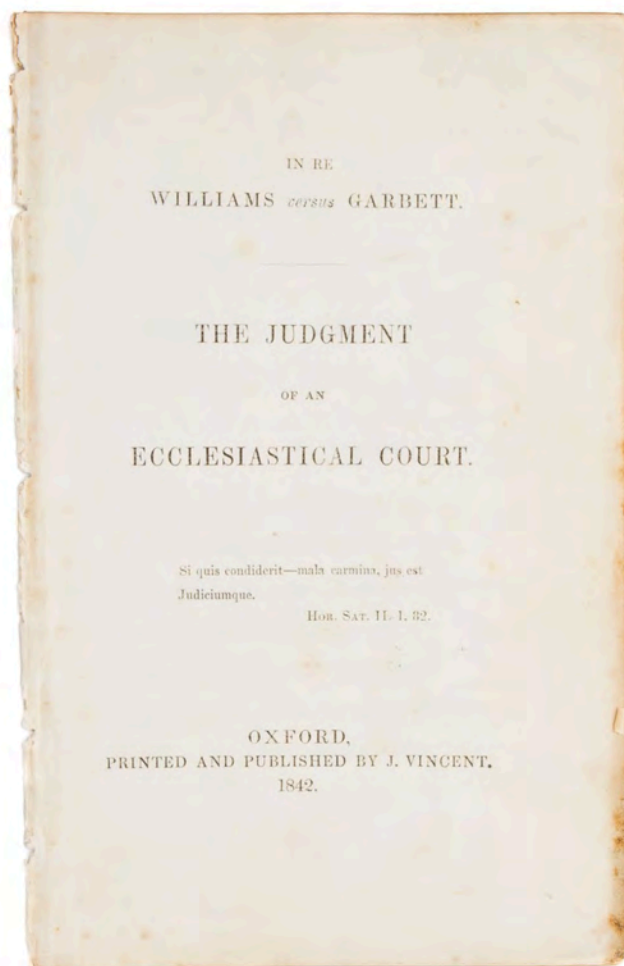 IN RE
WILLIAMS versus GARBETT.
THE JUDGMENT
OF AN
ECCLESIASTICAL COURT.
Si quis condiderit—mala carmina, jus est
Judiciumque.
Hor. Sat. II. I. 82.
OXFORD,
PRINTED AND PUBLISHED BY J. VINCENT.
1842.